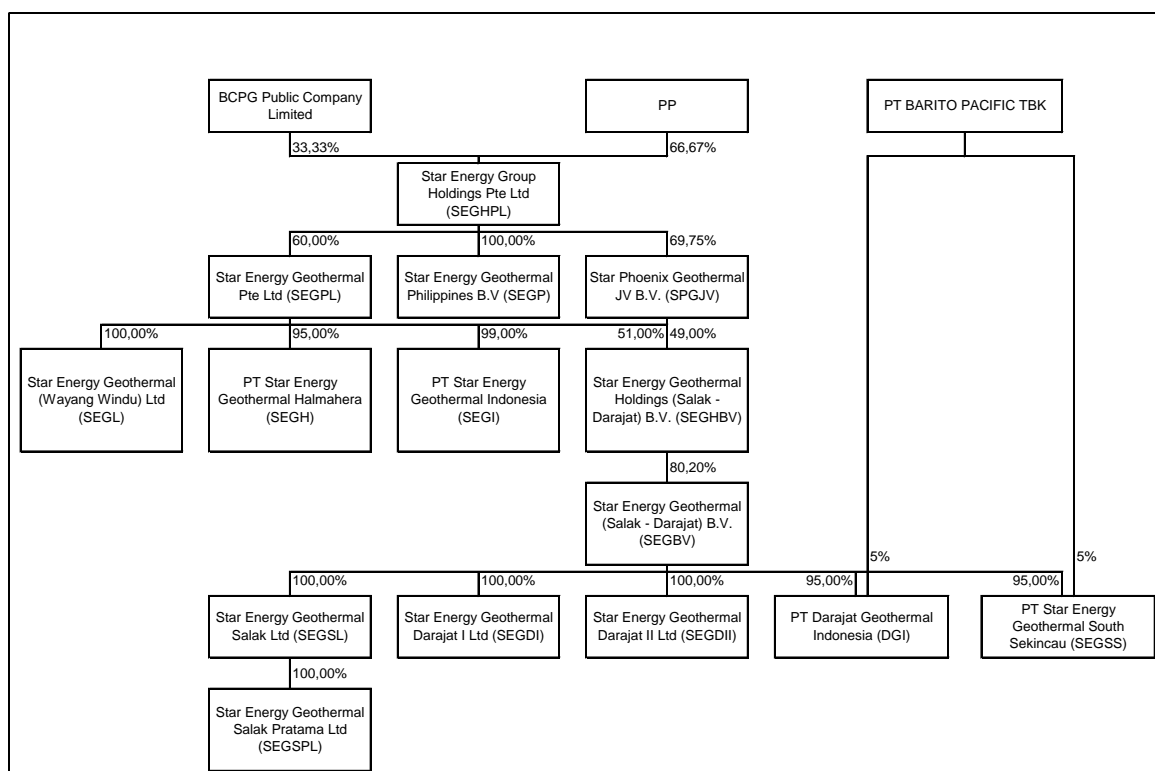 BCPG Public Company
Limited
PP
PT BARITO PACIFIC TBK
33,33%
66,67%
Star Energy Group
Holdings Pte Ltd
(SEGHPL)
60,00%
100,00%
69,75%
Star Energy Geothermal
Pte Ltd (SEGPL)
Star Energy Geothermal
Philippines B.V (SEGP)
Star Phoenix Geothermal
JV B.V. (SPGJV)
100,00%
95,00%
99,00%
51,00%
49,00%
Star Energy Geothermal
(Wayang Windu) Ltd
(SEGL)
PT Star Energy
Geothermal Halmahera
(SEGH)
PT Star Energy
Geothermal Indonesia
(SEGI)
Star Energy Geothermal
Holdings (Salak -
Darajat) B.V. (SEGHBV)
80,20%
Star Energy Geothermal
(Salak - Darajat) B.V.
(SEGBV)
5%
5%
100,00%
100,00%
100,00%
95,00%
95,00%
Star Energy Geothermal
Salak Ltd (SEGSL)
Star Energy Geothermal
Darajat I Ltd (SEGDI)
Star Energy Geothermal
Darajat II Ltd (SEGDII)
PT Darajat Geothermal
Indonesia (DGI)
PT Star Energy
Geothermal South
Sekincau (SEGSS)
100,00%
Star Energy Geothermal
Salak Pratama Ltd
(SEGSPL)